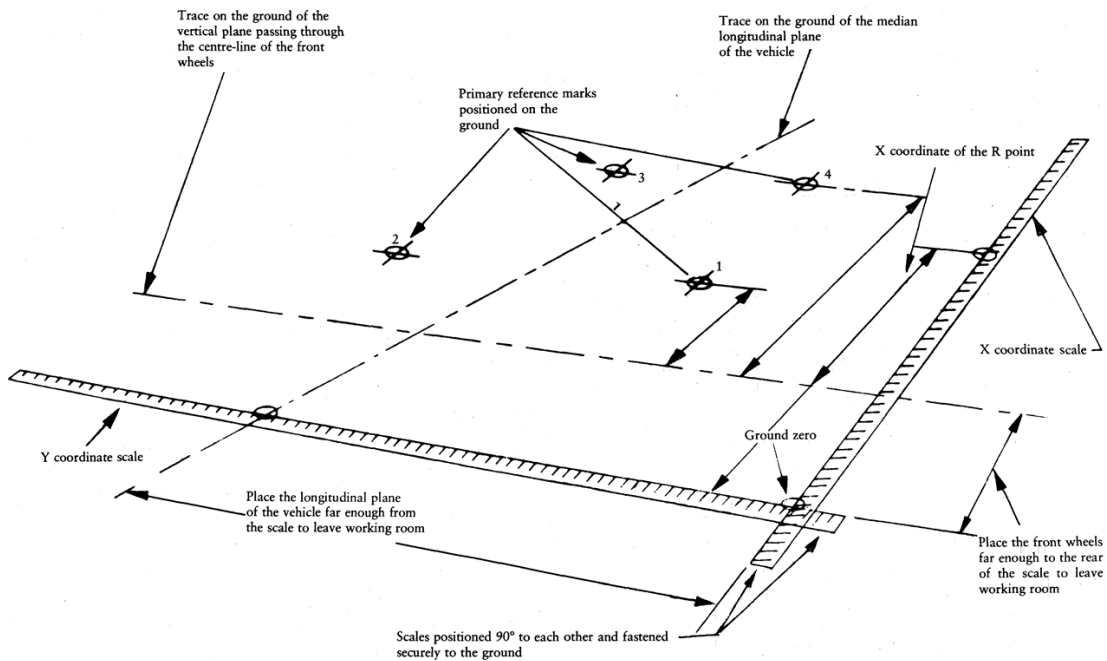 Trace on the ground of the
vertical plane passing through
the centre-line of the front
wheels
Trace on the ground of the median
longitudinal plane
of the vehicle
Primary reference marks
positioned on the
ground
X coordinate of the R point
3
4
2
1
X coordinate scale
Ground zero
Y coordinate scale
Place the longitudinal plane
of the vehicle far enough from
the scale to leave working room
Place the front wheels
far enough to the rear
of the scale to leave
working room
Scales positioned 90° to each other and fastened
securely to the ground